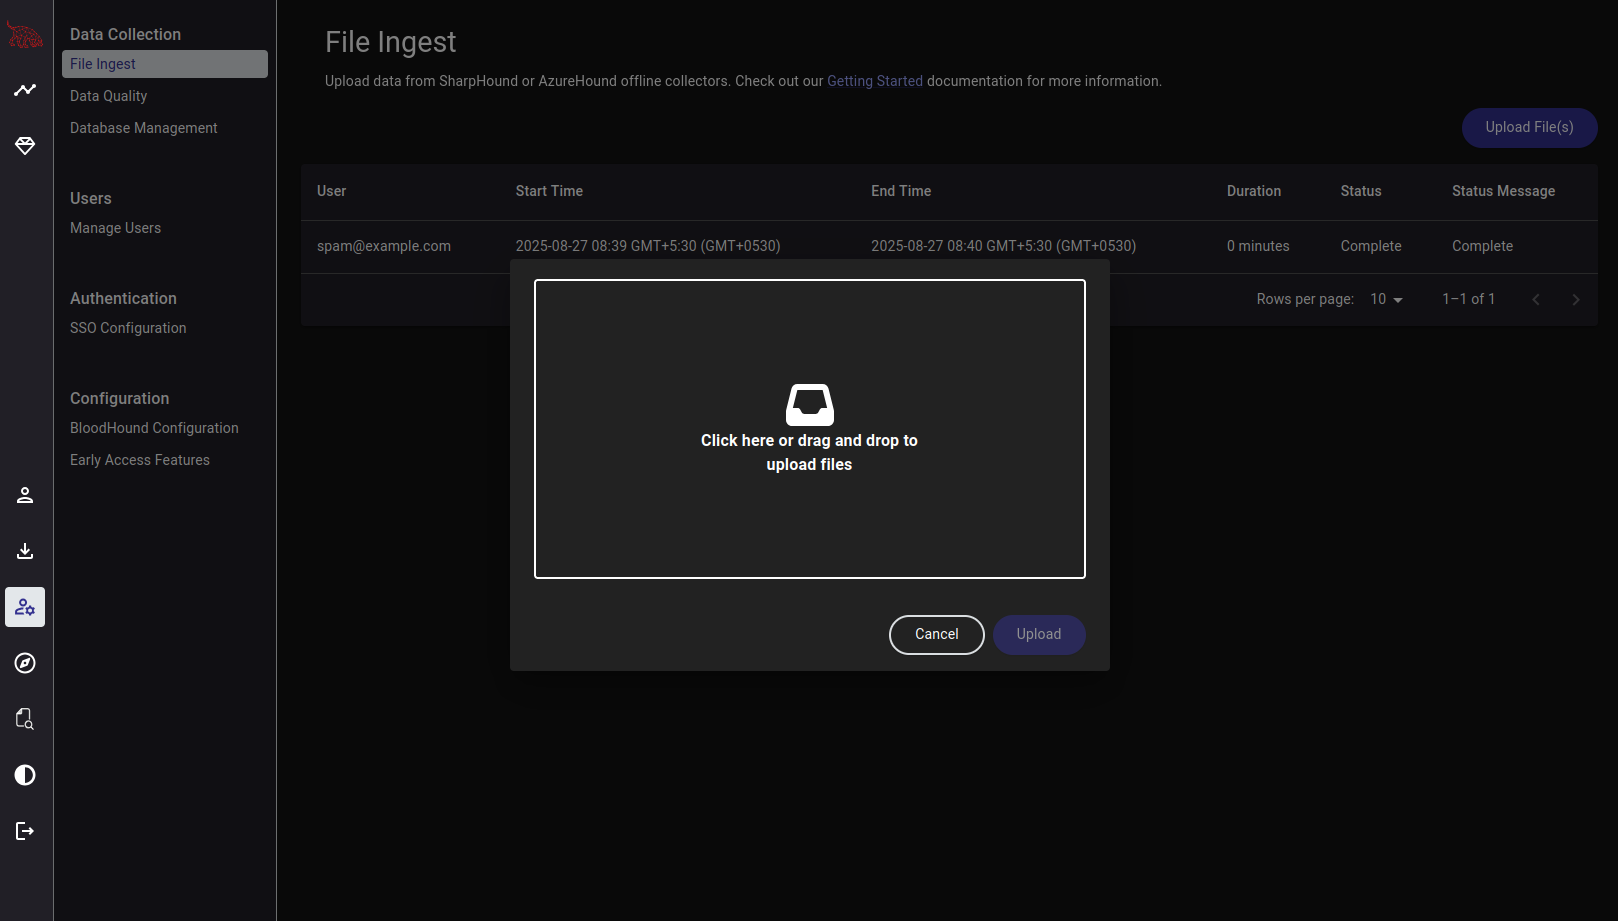 Data Collection
File Ingest
Data Quality
Database Management
Users
Manage Users
Authentication
SSO Configuration
Configuration
BloodHound Configuration
Early Access Features
File Ingest
Upload data from SharpHound or AzureHound offline collectors. Check out our Getting Started documentation for more information.
Upload File(s)
User Start Time End Time Duration Status Status Message
spam@example.com 2025-08-27 08:39 GMT+5:30 (GMT+0530) 2025-08-27 08:40 GMT+5:30 (GMT+0530) 0 minutes Complete Complete
Rows per page: 10 1–1 of 1
Click here or drag and drop to
upload files
Cancel Upload